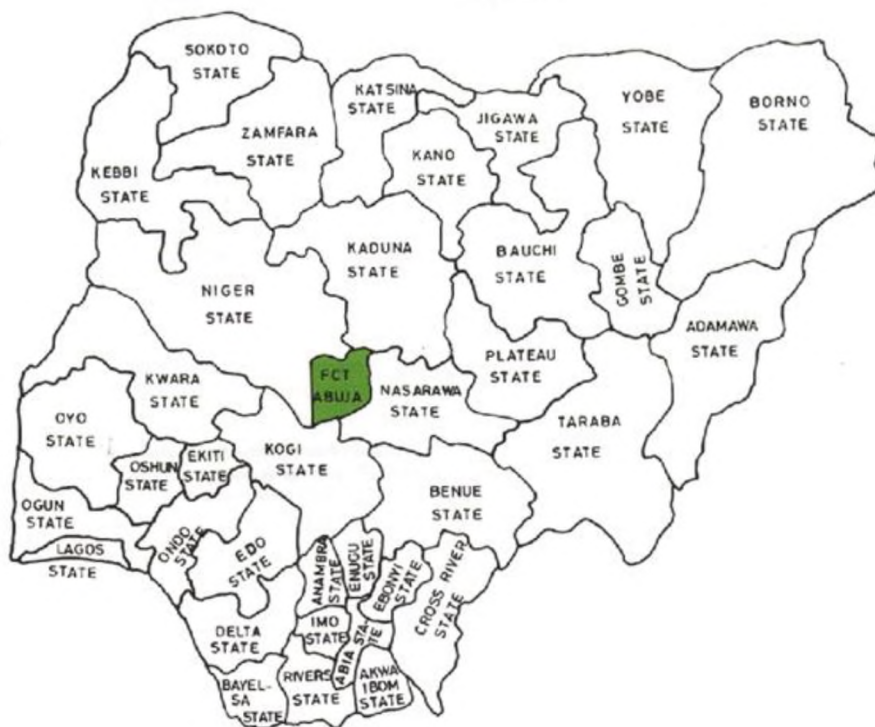 SOKOTO
STATE
KATSINA
STATE
YOBE
STATE
BORNO
STATE
JIGAWA
STATE
ZAMFARA
STATE
KANO
STATE
KEBBI
STATE
KADUNA
STATE
BAUCHI
STATE
GOMBE
STATE
NIGER
STATE
ADAMAWA
STATE
PLATEAU
STATE
FCT
ABUJA
NASARAWA
STATE
KWARA
STATE
TARABA
STATE
OYO
STATE
OSHUN
STATE
EKITI
STATE
KOGI
STATE
BENUE
STATE
OGUN
STATE
LAGOS
STATE
ONDO
STATE
EDO
STATE
ANAMBRA
STATE
ENUGU
STATE
EBONYI
STATE
CROSS RIVER
STATE
DELTA
STATE
IMO
STATE
ABIA STA-
TE
BAYEL-
SA
STATE
RIVERS
STATE
AKWA
IBOM
STATE